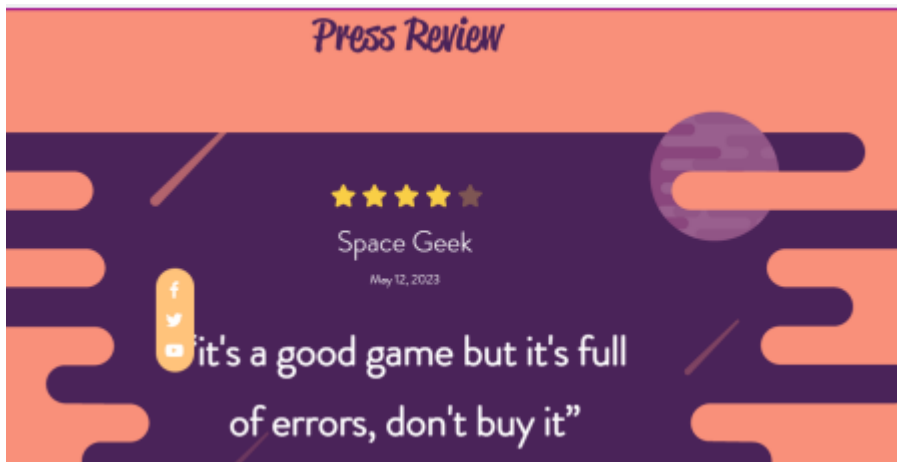 Press Review
Space Geek
May 12, 2023
it's a good game but it's full
of errors, don't buy it”